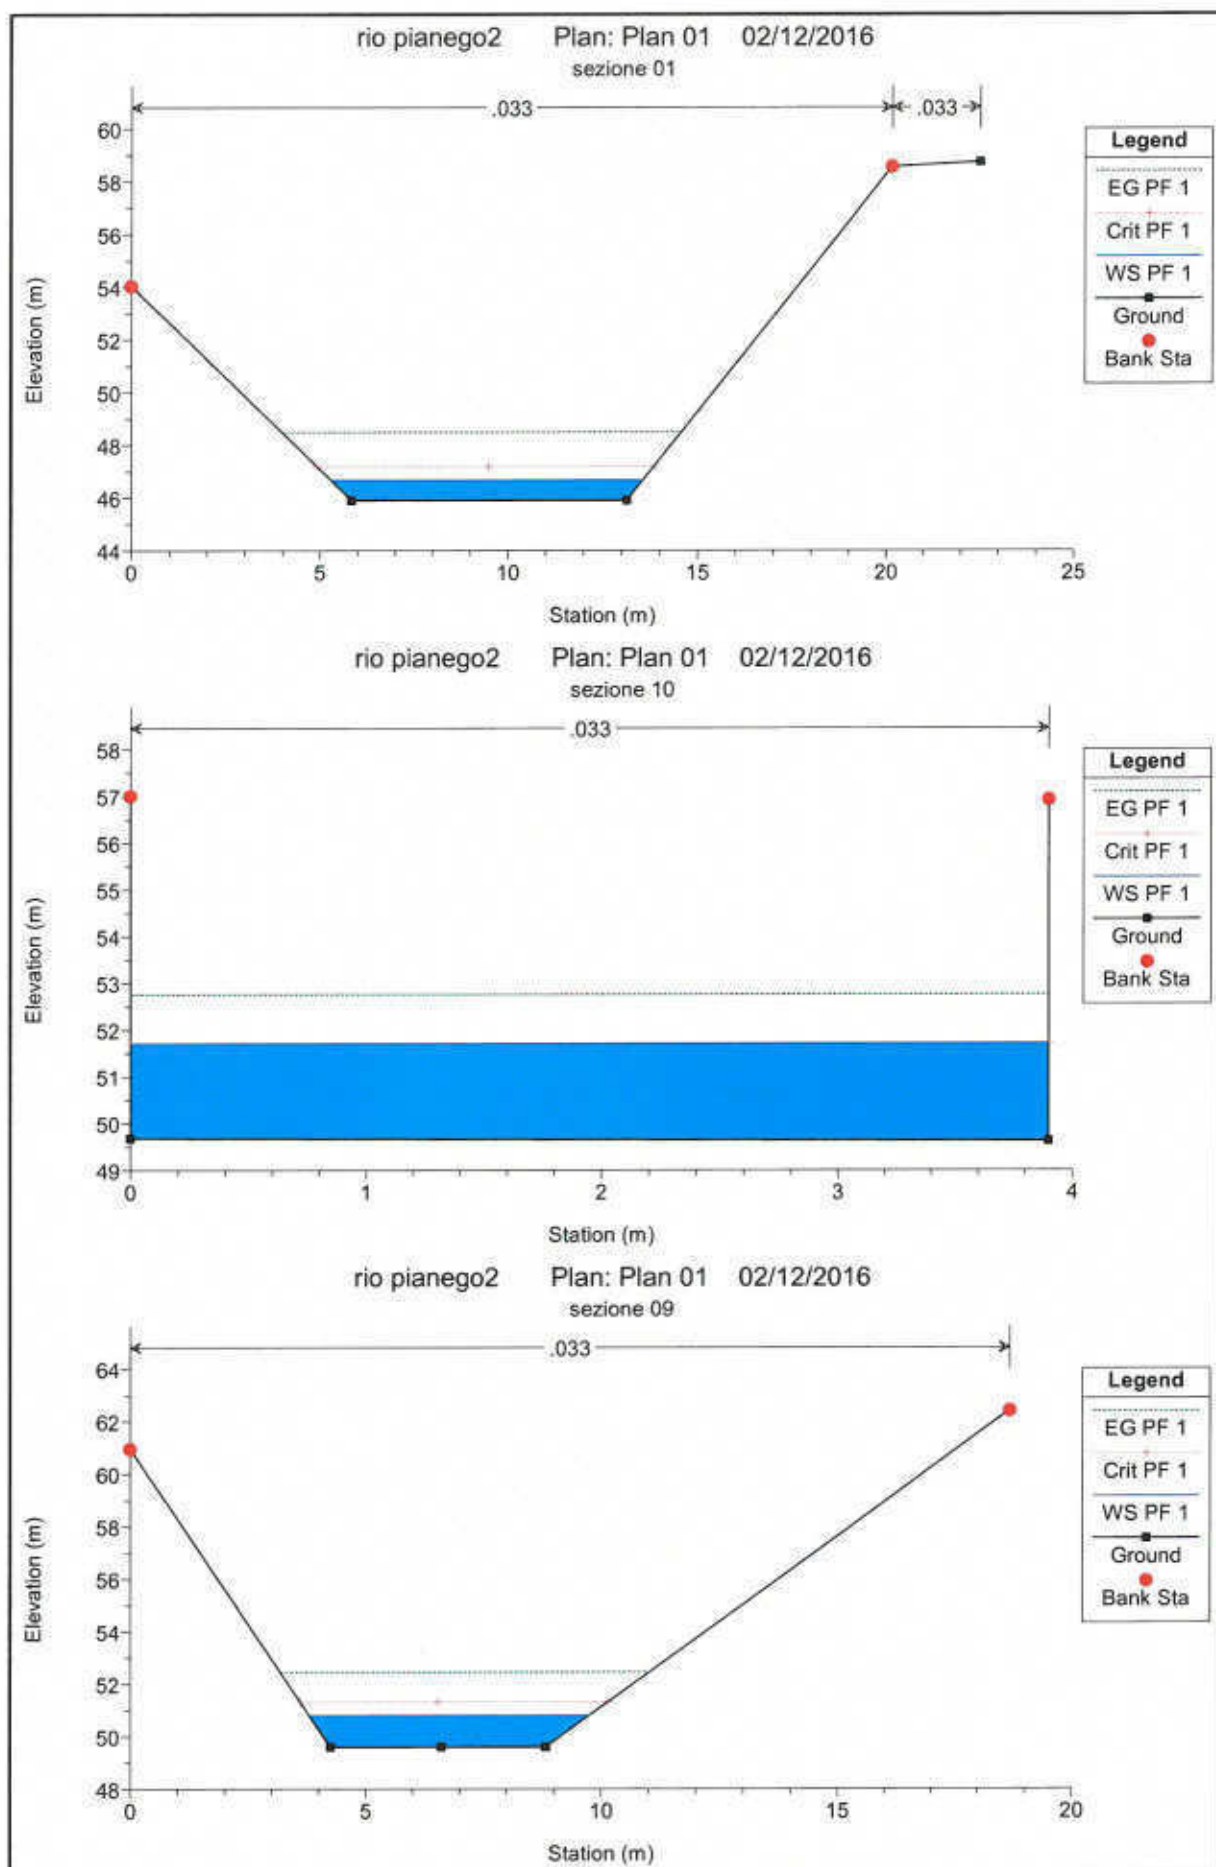 rio pianego2 Plan: Plan 01 02/12/2016
sezione 01
.033
.033
60
58
56
54
52
50
48
46
44
Elevation (m)
0
5
10
15
20
25
Station (m)
Legend
EG PF 1
Crit PF 1
WS PF 1
Ground
Bank Sta
rio pianego2 Plan: Plan 01 02/12/2016
sezione 10
.033
58
57
56
55
54
53
52
51
50
49
Elevation (m)
0
1
2
3
4
Station (m)
Legend
EG PF 1
Crit PF 1
WS PF 1
Ground
Bank Sta
rio pianego2 Plan: Plan 01 02/12/2016
sezione 09
.033
64
62
60
58
56
54
52
50
48
Elevation (m)
0
5
10
15
20
Station (m)
Legend
EG PF 1
Crit PF 1
WS PF 1
Ground
Bank Sta